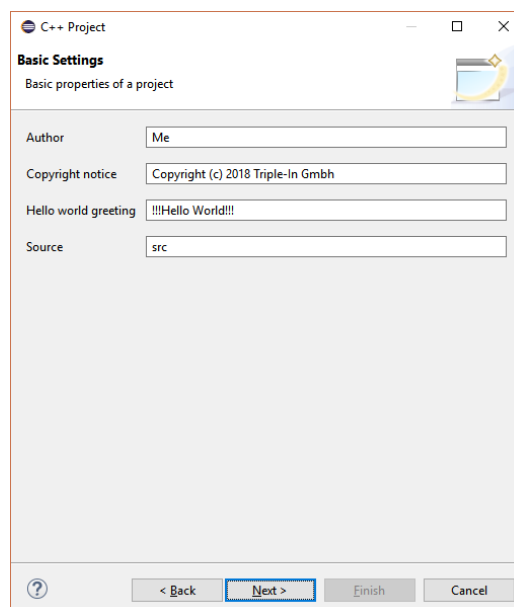 C++ Project
Basic Settings
Basic properties of a project
Author Me
Copyright notice Copyright (c) 2018 Triple-In Gmbh
Hello world greeting !!!Hello World!!!
Source src
? < Back Next > Finish Cancel